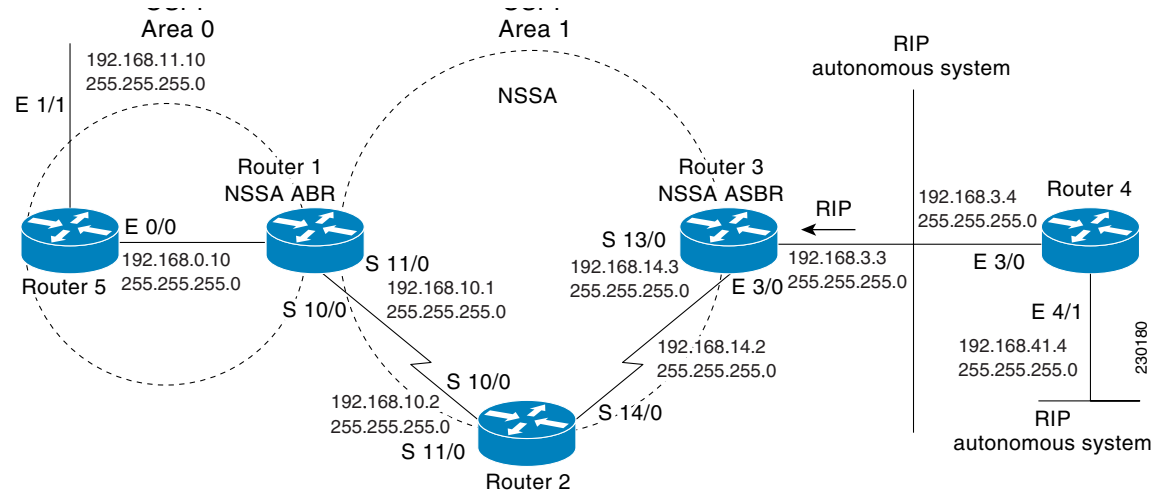 Area 0
192.168.11.10
255.255.255.0
E 1/1
Router 1
NSSA ABR
E 0/0
192.168.0.10
255.255.255.0
Router 5
Area 1
NSSA
S 11/0
192.168.10.1
255.255.255.0
S 10/0
S 10/0
192.168.10.2
255.255.255.0
S 11/0
Router 2
S 14/0
192.168.14.2
255.255.255.0
Router 3
NSSA ASBR
S 13/0
192.168.14.3
255.255.255.0
E 3/0
RIP
192.168.3.3
255.255.255.0
RIP
autonomous system
192.168.3.4
255.255.255.0
Router 4
E 3/0
E 4/1
192.168.41.4
255.255.255.0
RIP
autonomous system
230180